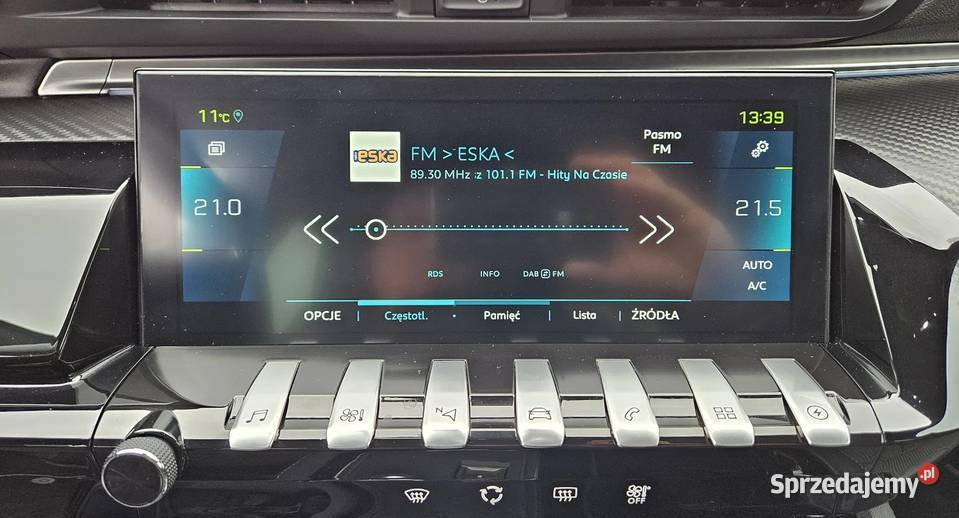 11°C
13:39
eska
FM > ESKA <
Pasmo
FM
89.30 MHz :z 101.1 FM - Hity Na Czasie
21.0
21.5
RDS
INFO
DAB FM
AUTO
A/C
OPCJE | Częstotl. • Pamięć | Lista | ŹRÓDŁA
N
OFF
Sprzedajemy.pl